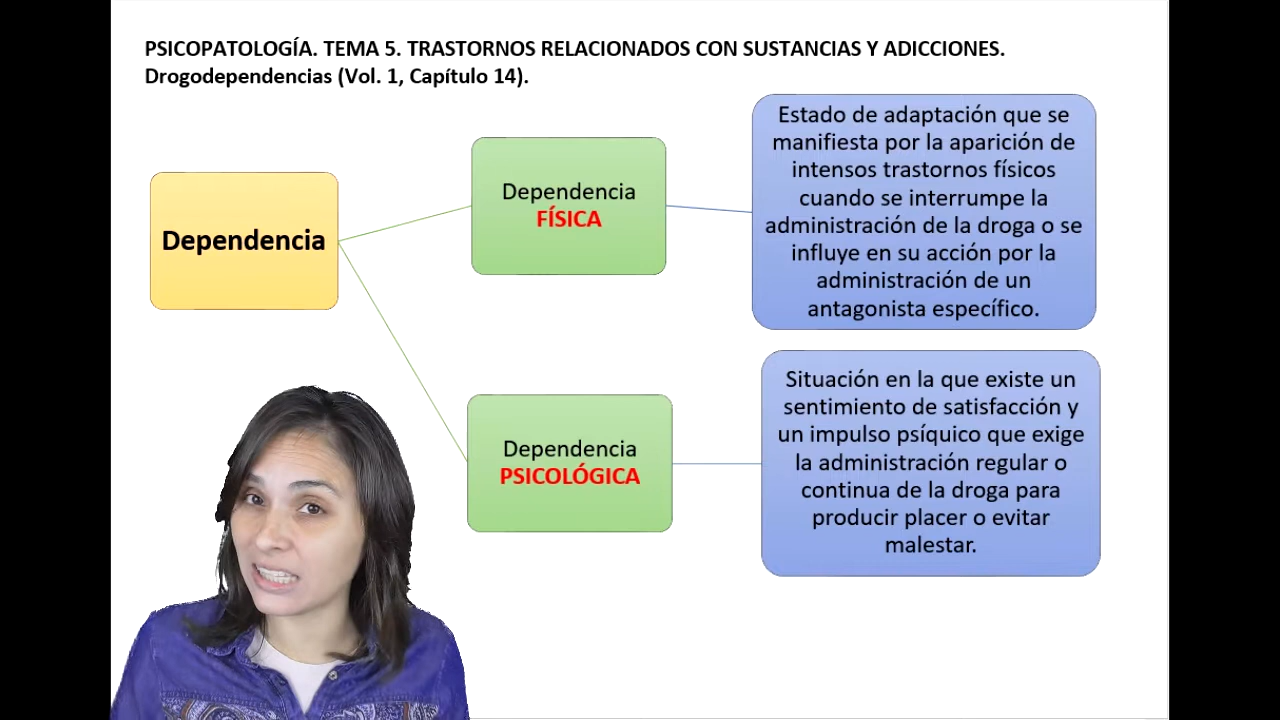 PSICOPATOLOGÍA. TEMA 5. TRASTORNOS RELACIONADOS CON SUSTANCIAS Y ADICCIONES.
Drogodependencias (Vol. 1, Capítulo 14).
Dependencia
Dependencia
FÍSICA
Estado de adaptación que se
manifiesta por la aparición de
intensos trastornos físicos
cuando se interrumpe la
administración de la droga o se
influye en su acción por la
administración de un
antagonista específico.
Dependencia
PSICOLÓGICA
Situación en la que existe un
sentimiento de satisfacción y
un impulso psíquico que exige
la administración regular o
continua de la droga para
producir placer o evitar
malestar.